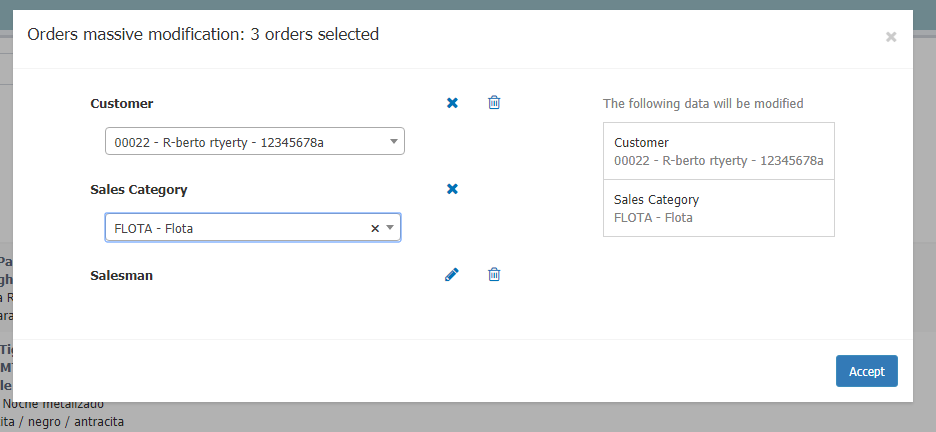 Orders massive modification: 3 orders selected
Customer
00022 - R-berto rtyerty - 12345678a
Sales Category
FLOTA - Flota
Salesman
The following data will be modified
Customer
00022 - R-berto rtyerty - 12345678a
Sales Category
FLOTA - Flota
Accept
Noche metalizado
ita / negro / antracita